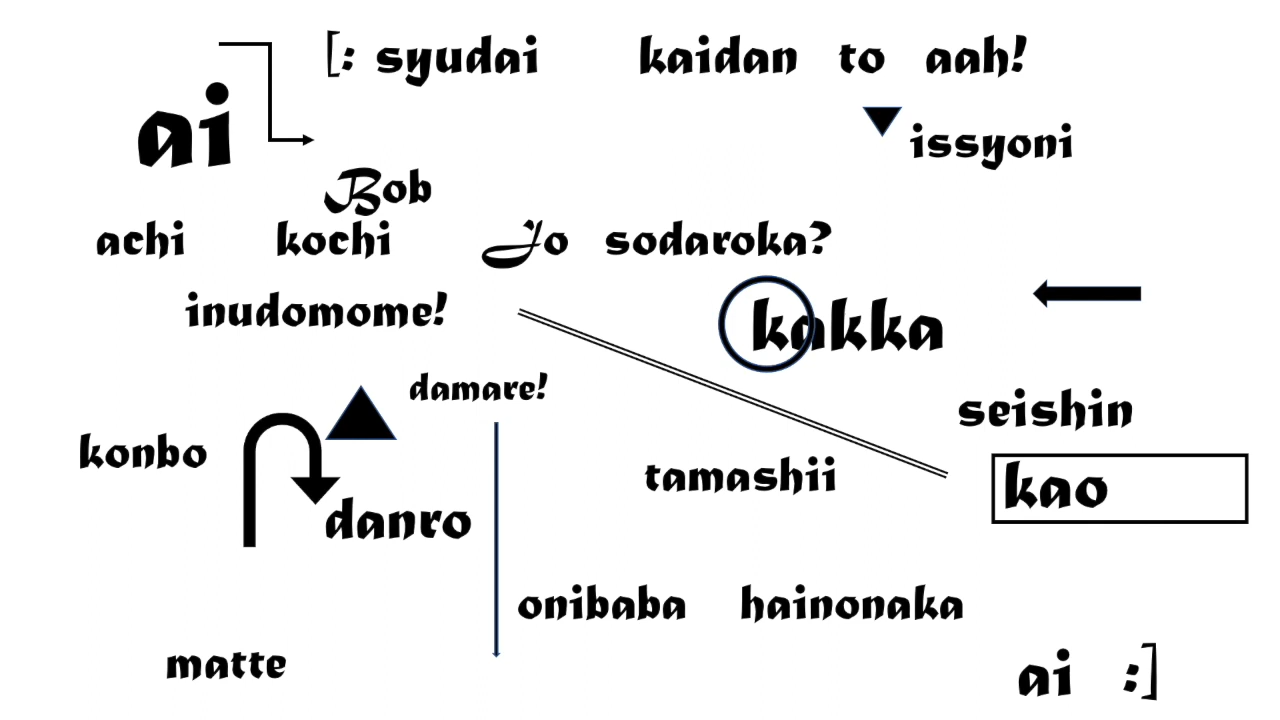 [: syudai kaidan to aah!
ai
issyoni
Bob
achi kochi Jo sodaroka?
inudomome!
kakka
damare!
seishin
konbo
tamashii
kao
danro
onibaba hainonaka
matte
ai :]